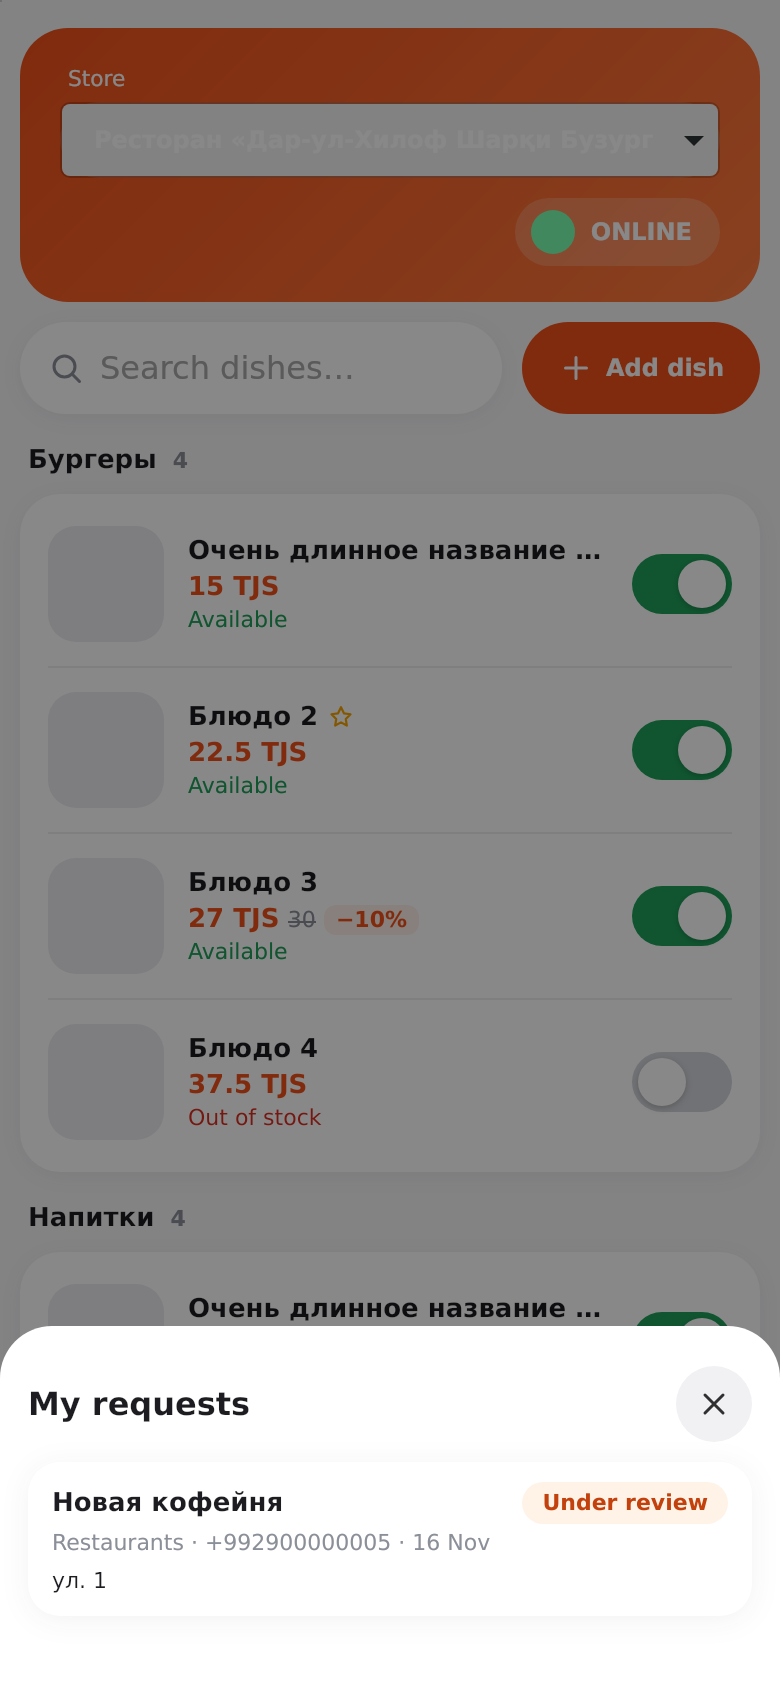 Store
Ресторан «Дар-ул-Хилоф Шарқи Бузург
ONLINE
Search dishes…
Add dish
Бургеры 4
Очень длинное название …
15 TJS
Available
Блюдо 2
22.5 TJS
Available
Блюдо 3
27 TJS 30 −10%
Available
Блюдо 4
37.5 TJS
Out of stock
Напитки 4
Очень длинное название …
My requests
Новая кофейня
Under review
Restaurants · +992900000005 · 16 Nov
ул. 1